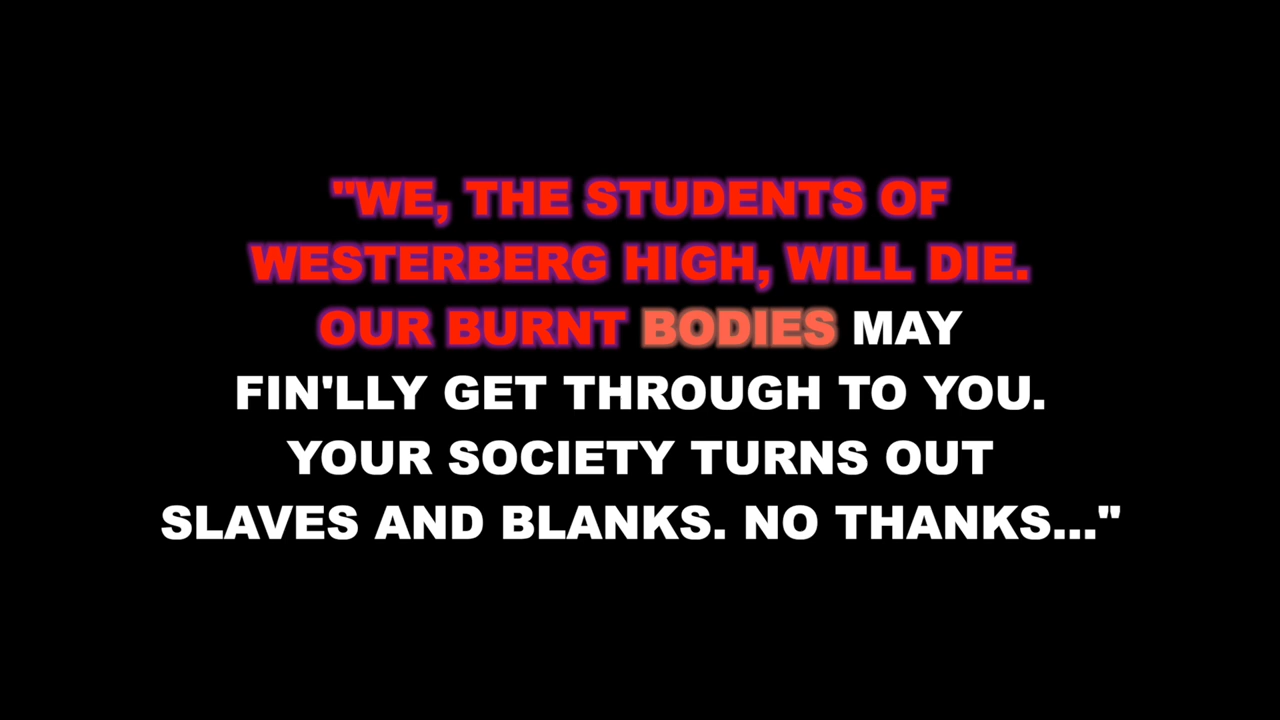 "WE, THE STUDENTS OF
WESTERBERG HIGH, WILL DIE.
OUR BURNT BODIES MAY
FIN'LLY GET THROUGH TO YOU.
YOUR SOCIETY TURNS OUT
SLAVES AND BLANKS. NO THANKS..."